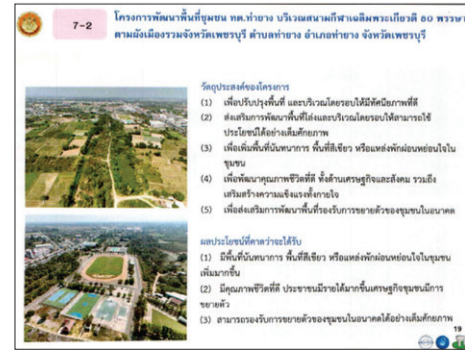 7-2
โครงการพัฒนาพื้นที่ชุมชน ทต.ท่ายาง บริเวณสนามกีฬาเฉลิมพระเกียรติ 80 พรรษา
ตามผังเมืองรวมจังหวัดเพชรบุรี ตำบลท่ายาง อำเภอท่ายาง จังหวัดเพชรบุรี
วัตถุประสงค์ของโครงการ
(1) เพื่อปรับปรุงพื้นที่ และบริเวณโดยรอบให้มีทัศนียภาพที่ดี
(2) ส่งเสริมการพัฒนาพื้นที่โล่งและบริเวณโดยรอบให้สามารถใช้
ประโยชน์ได้อย่างเต็มศักยภาพ
(3) เพื่อเพิ่มพื้นที่นันทนาการ พื้นที่สีเขียว หรือแหล่งพักผ่อนหย่อนใจใน
ชุมชน
(4) เพื่อพัฒนาคุณภาพชีวิตที่ดี ทั้งด้านเศรษฐกิจและสังคม รวมถึง
เสริมสร้างความแข็งแรงทั้งกายใจ
(5) เพื่อส่งเสริมการพัฒนาพื้นที่รองรับการขยายตัวของชุมชนในอนาคต
ผลประโยชน์ที่คาดว่าจะได้รับ
(1) มีพื้นที่นันทนาการ พื้นที่สีเขียว หรือแหล่งพักผ่อนหย่อนใจในชุมชน
เพิ่มมากขึ้น
(2) มีคุณภาพชีวิตที่ดี ประชาชนมีรายได้มากขึ้นเศรษฐกิจชุมชนมีการ
ขยายตัว
(3) สามารถรองรับการขยายตัวของชุมชนในอนาคตได้อย่างเต็มศักยภาพ
19